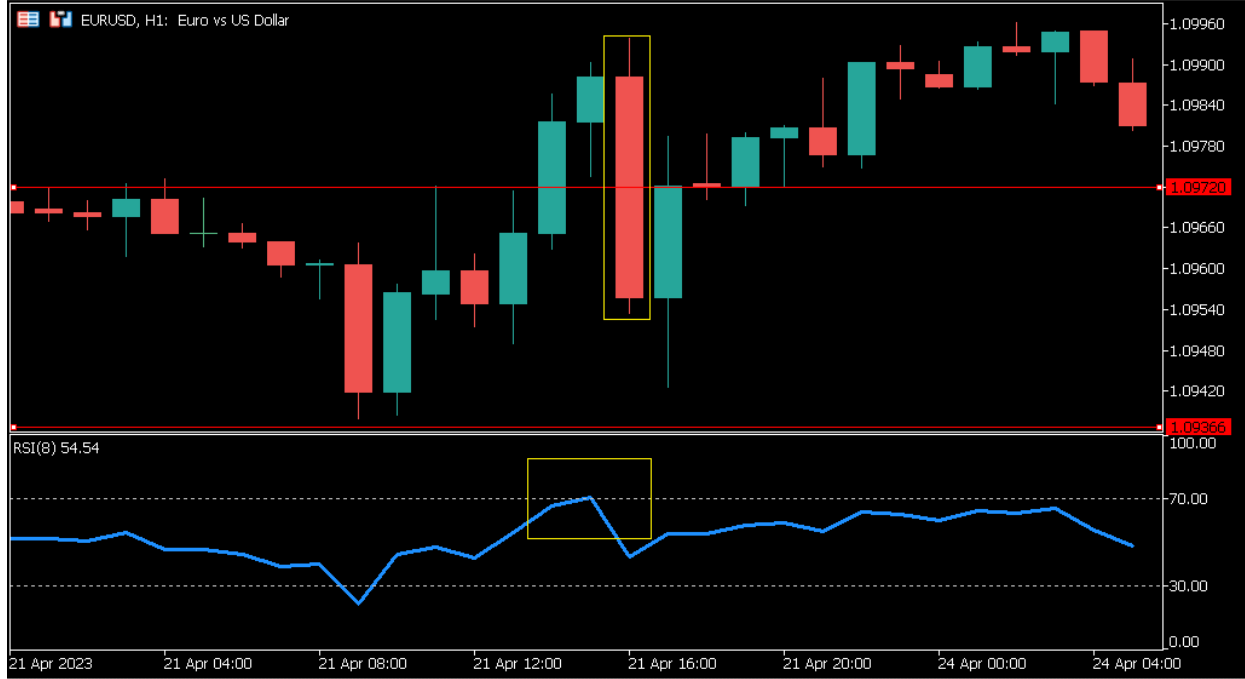 EURUSD, H1: Euro vs US Dollar
1.09960
1.09900
1.09840
1.09780
1.09720
1.09660
1.09600
1.09540
1.09480
1.09420
1.09366
RSI(8) 54.54
100.00
70.00
30.00
0.00
21 Apr 2023
21 Apr 04:00
21 Apr 08:00
21 Apr 12:00
21 Apr 16:00
21 Apr 20:00
24 Apr 00:00
24 Apr 04:00